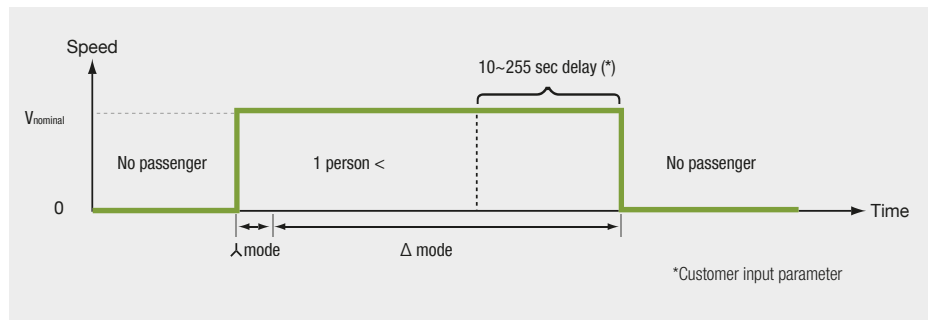 Speed
10~255 sec delay (*)
Vnominal
No passenger
1 person <
No passenger
0
Time
⅄ mode
Δ mode
*Customer input parameter